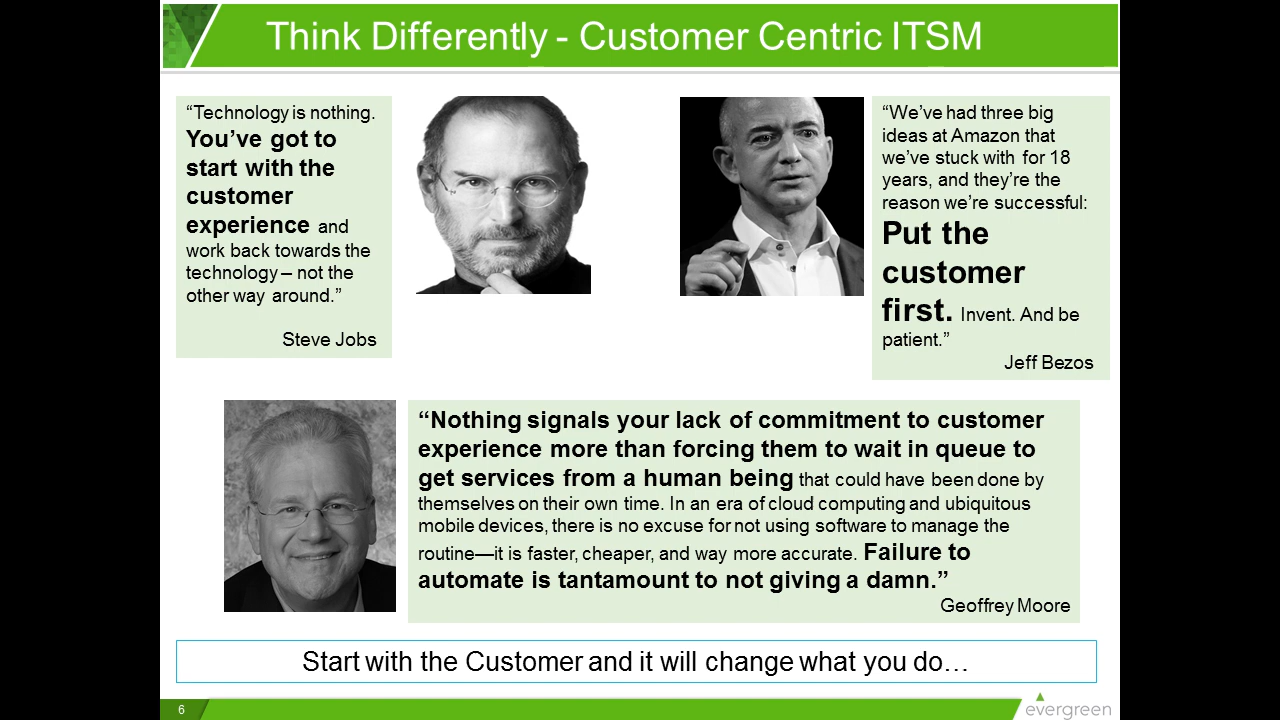 Think Differently - Customer Centric ITSM
“Technology is nothing.
You’ve got to
start with the
customer
experience and
work back towards the
technology – not the
other way around.”
Steve Jobs
“We’ve had three big
ideas at Amazon that
we’ve stuck with for 18
years, and they’re the
reason we’re successful:
Put the
customer
first. Invent. And be
patient.”
Jeff Bezos
“Nothing signals your lack of commitment to customer
experience more than forcing them to wait in queue to
get services from a human being that could have been done by
themselves on their own time. In an era of cloud computing and ubiquitous
mobile devices, there is no excuse for not using software to manage the
routine—it is faster, cheaper, and way more accurate. Failure to
automate is tantamount to not giving a damn.”
Geoffrey Moore
Start with the Customer and it will change what you do…
6
evergreen